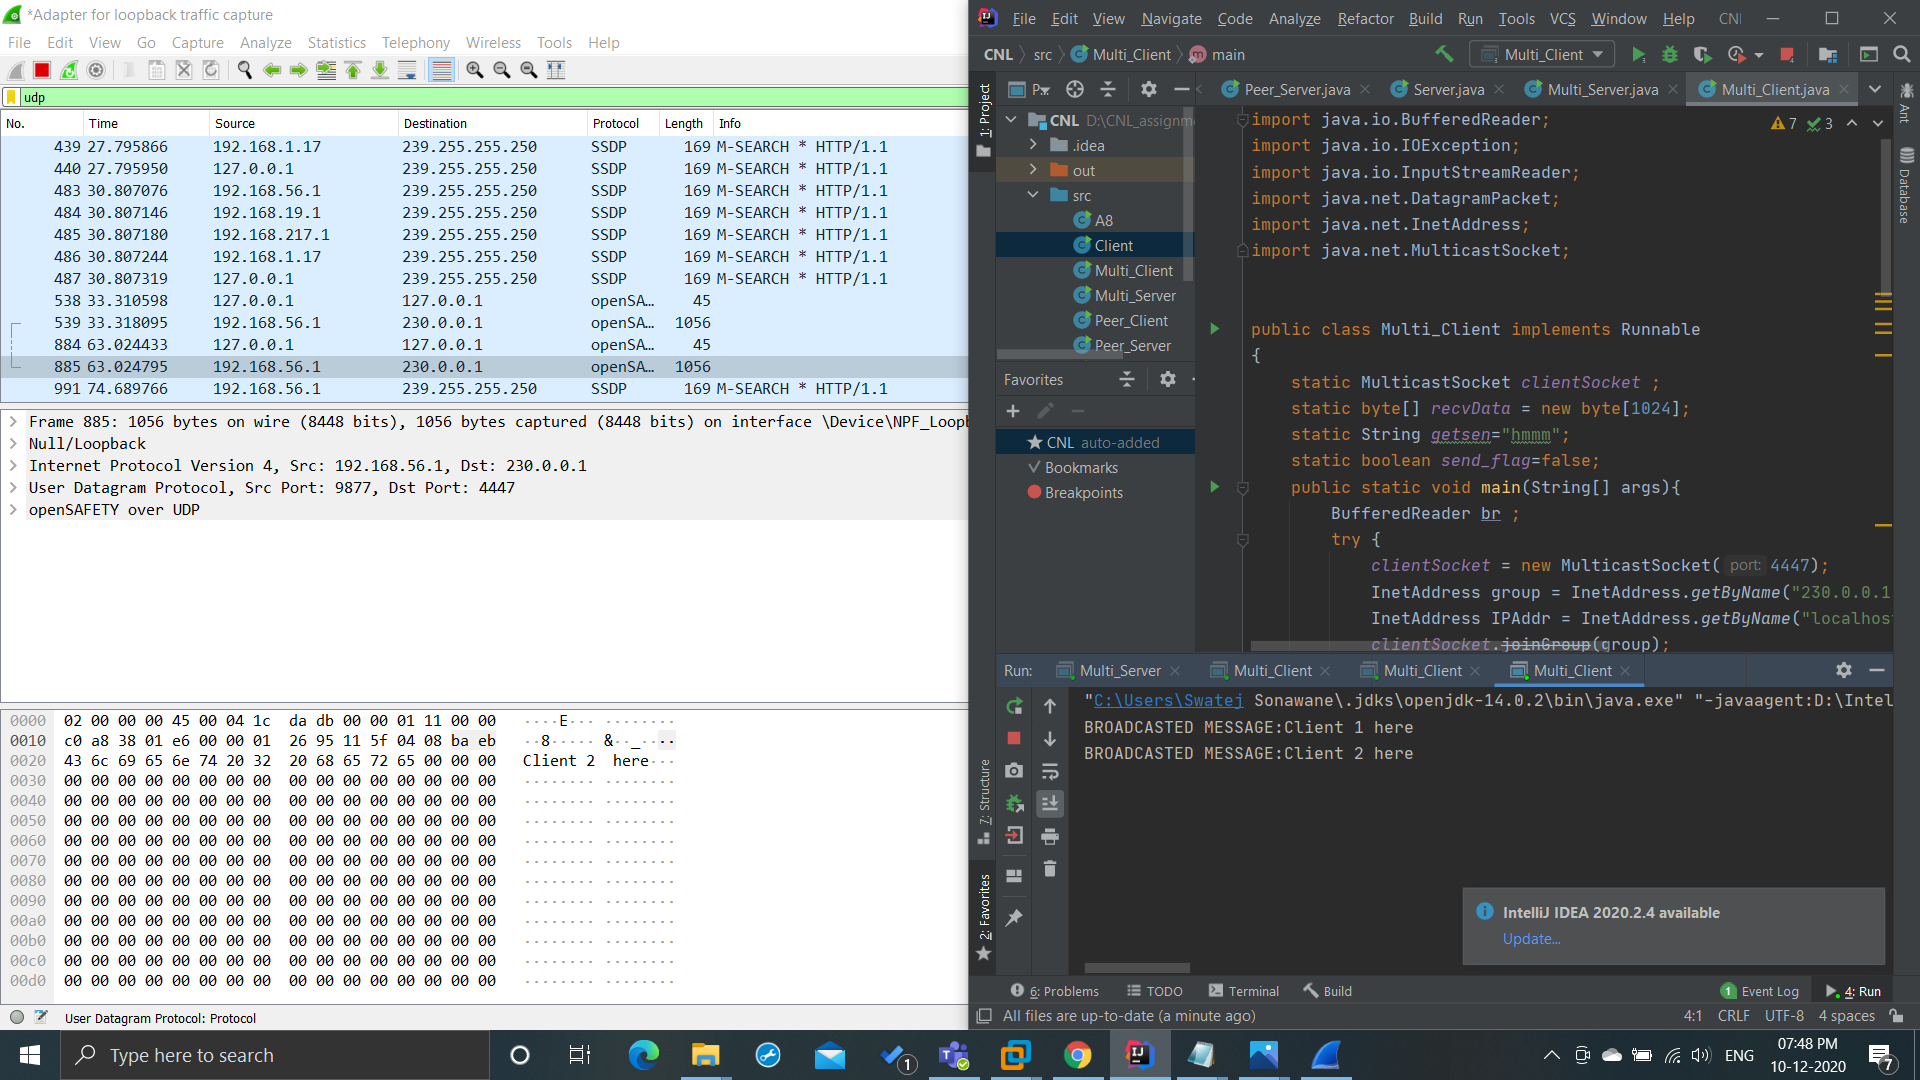 *Adapter for loopback traffic capture
File Edit View Go Capture Analyze Statistics Telephony Wireless Tools Help
udp
No. Time Source Destination Protocol Length Info
439 27.795866 192.168.1.17 239.255.255.250 SSDP 169 M-SEARCH * HTTP/1.1
440 27.795950 127.0.0.1 239.255.255.250 SSDP 169 M-SEARCH * HTTP/1.1
483 30.807076 192.168.56.1 239.255.255.250 SSDP 169 M-SEARCH * HTTP/1.1
484 30.807146 192.168.19.1 239.255.255.250 SSDP 169 M-SEARCH * HTTP/1.1
485 30.807180 192.168.217.1 239.255.255.250 SSDP 169 M-SEARCH * HTTP/1.1
486 30.807244 192.168.1.17 239.255.255.250 SSDP 169 M-SEARCH * HTTP/1.1
487 30.807319 127.0.0.1 239.255.255.250 SSDP 169 M-SEARCH * HTTP/1.1
538 33.310598 127.0.0.1 127.0.0.1 openSA… 45
539 33.318095 192.168.56.1 230.0.0.1 openSA… 1056
884 63.024433 127.0.0.1 127.0.0.1 openSA… 45
885 63.024795 192.168.56.1 230.0.0.1 openSA… 1056
991 74.689766 192.168.56.1 239.255.255.250 SSDP 169 M-SEARCH * HTTP/1.1
Frame 885: 1056 bytes on wire (8448 bits), 1056 bytes captured (8448 bits) on interface \Device\NPF_Loopb
Null/Loopback
Internet Protocol Version 4, Src: 192.168.56.1, Dst: 230.0.0.1
User Datagram Protocol, Src Port: 9877, Dst Port: 4447
openSAFETY over UDP
0000 02 00 00 00 45 00 04 1c da db 00 00 01 11 00 00 ····E··· ········
0010 c0 a8 38 01 e6 00 00 01 26 95 11 5f 04 08 ba eb ··8····· &··_····
0020 43 6c 69 65 6e 74 20 32 20 68 65 72 65 00 00 00 Client 2 here···
0030 00 00 00 00 00 00 00 00 00 00 00 00 00 00 00 00 ········ ········
0040 00 00 00 00 00 00 00 00 00 00 00 00 00 00 00 00 ········ ········
0050 00 00 00 00 00 00 00 00 00 00 00 00 00 00 00 00 ········ ········
0060 00 00 00 00 00 00 00 00 00 00 00 00 00 00 00 00 ········ ········
0070 00 00 00 00 00 00 00 00 00 00 00 00 00 00 00 00 ········ ········
0080 00 00 00 00 00 00 00 00 00 00 00 00 00 00 00 00 ········ ········
0090 00 00 00 00 00 00 00 00 00 00 00 00 00 00 00 00 ········ ········
00a0 00 00 00 00 00 00 00 00 00 00 00 00 00 00 00 00 ········ ········
00b0 00 00 00 00 00 00 00 00 00 00 00 00 00 00 00 00 ········ ········
00c0 00 00 00 00 00 00 00 00 00 00 00 00 00 00 00 00 ········ ········
00d0 00 00 00 00 00 00 00 00 00 00 00 00 00 00 00 00 ········ ········
User Datagram Protocol: Protocol
File Edit View Navigate Code Analyze Refactor Build Run Tools VCS Window Help CNI
CNL src Multi_Client main Multi_Client
1: Project
P...
Peer_Server.java Server.java Multi_Server.java Multi_Client.java
CNL D:\CNL_assignm
.idea
out
src
A8
Client
Multi_Client
Multi_Server
Peer_Client
Peer_Server
Favorites
CNL auto-added
Bookmarks
Breakpoints
7 3
Ant
Database
import java.io.BufferedReader;
import java.io.IOException;
import java.io.InputStreamReader;
import java.net.DatagramPacket;
import java.net.InetAddress;
import java.net.MulticastSocket;
public class Multi_Client implements Runnable
{
static MulticastSocket clientSocket ;
static byte[] recvData = new byte[1024];
static String getsen="hmmm";
static boolean send_flag=false;
public static void main(String[] args){
BufferedReader br ;
try {
clientSocket = new MulticastSocket( port: 4447);
InetAddress group = InetAddress.getByName("230.0.0.1
InetAddress IPAddr = InetAddress.getByName("localhos
clientSocket.joinGroup(group);
Run: Multi_Server Multi_Client Multi_Client Multi_Client
"C:\Users\Swatej Sonawane\.jdks\openjdk-14.0.2\bin\java.exe" "-javaagent:D:\Intel
BROADCASTED MESSAGE:Client 1 here
BROADCASTED MESSAGE:Client 2 here
7: Structure
2: Favorites
IntelliJ IDEA 2020.2.4 available
Update...
6: Problems TODO Terminal Build 1 Event Log 4: Run
All files are up-to-date (a minute ago) 4:1 CRLF UTF-8 4 spaces
Type here to search 1 ENG 07:48 PM
10-12-2020 7